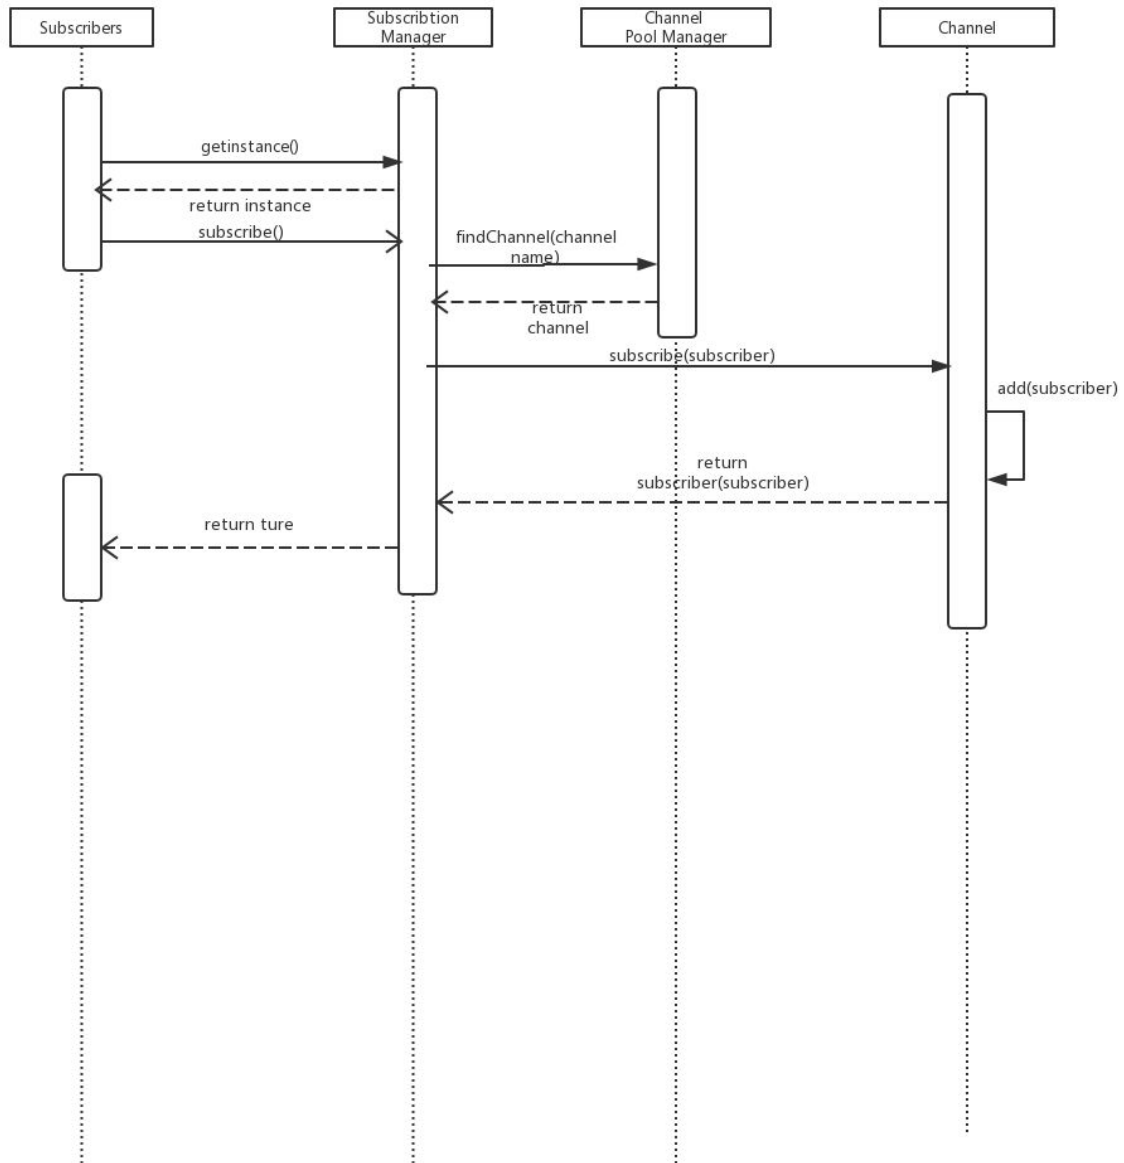 Subscribers
Subscribtion
Manager
Channel
Pool Manager
Channel
getinstance()
return instance
subscribe()
findChannel(channel
name)
return
channel
subscribe(subscriber)
add(subscriber)
return
subscriber(subscriber)
return ture